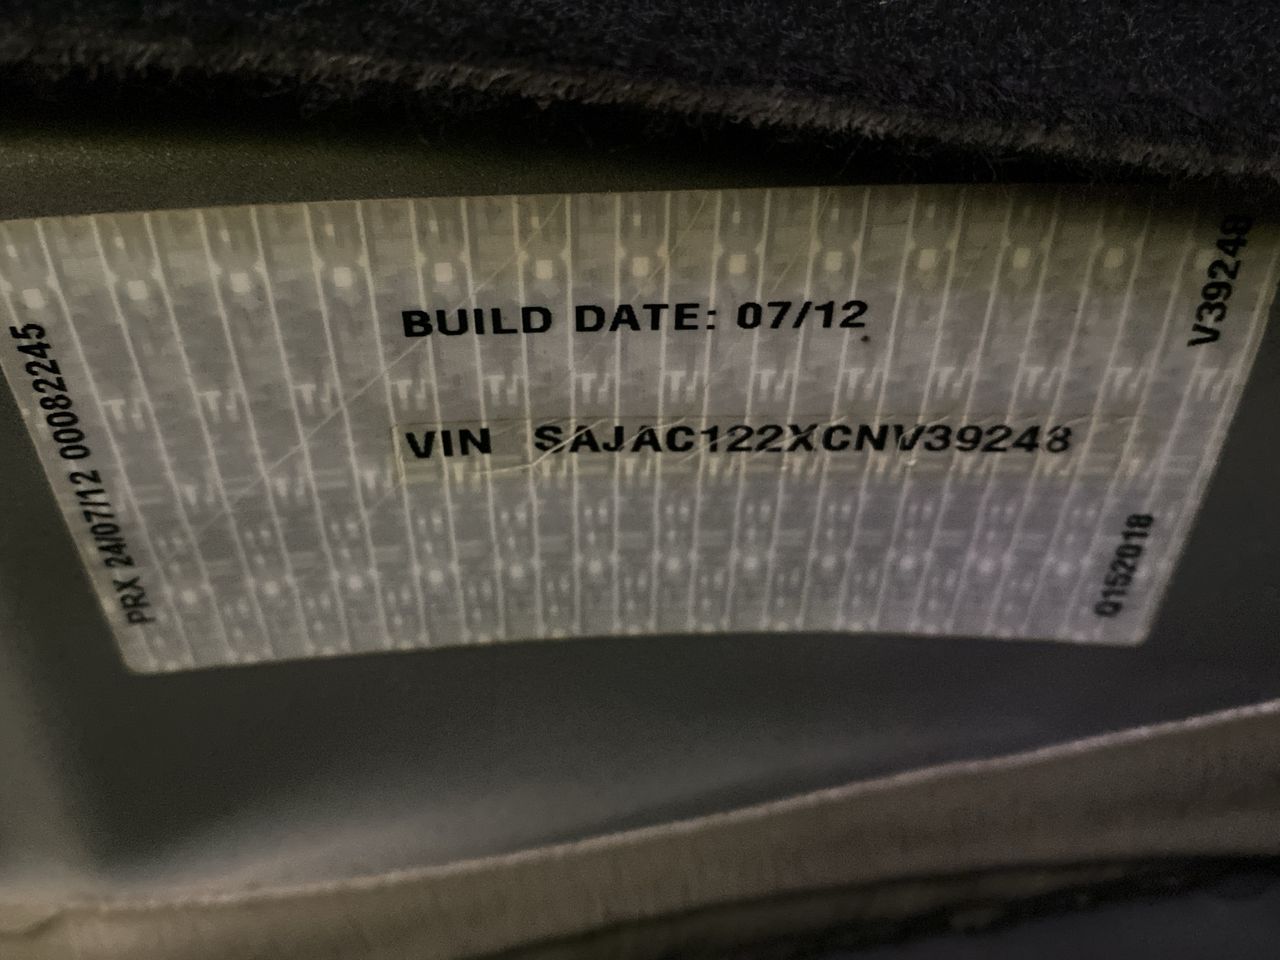 BUILD DATE: 07/12
VIN SAJAC122XCNV39248
PRX 24/07/12 00082245
V39248
Q152018